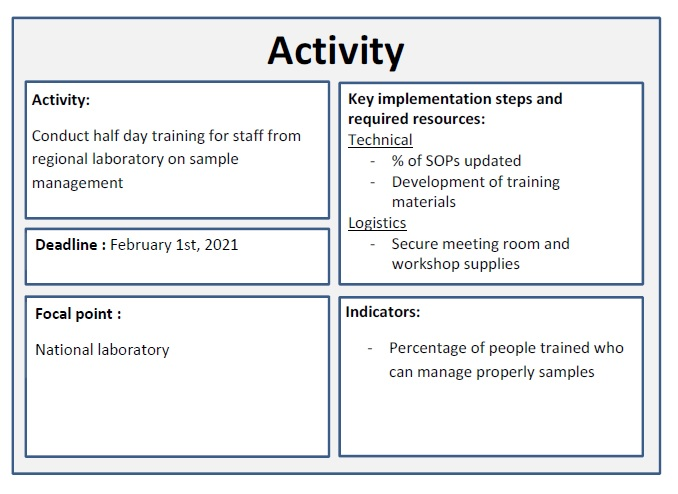 Activity
Activity:
Conduct half day training for staff from
regional laboratory on sample
management
Deadline : February 1st, 2021
Focal point :
National laboratory
Key implementation steps and
required resources:
Technical
- % of SOPs updated
- Development of training
materials
Logistics
- Secure meeting room and
workshop supplies
Indicators:
- Percentage of people trained who
can manage properly samples